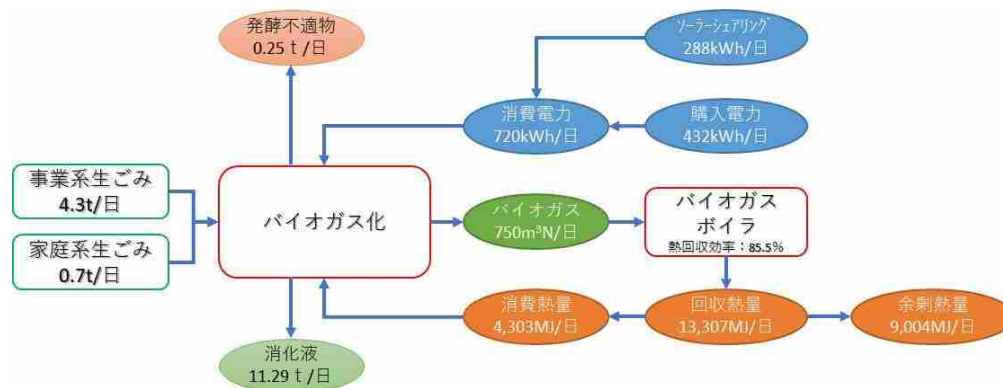 発酵不適物
0.25ｔ/日
ソーラーシェアリング
288kWh/日
消費電力
720kWh/日
購入電力
432kWh/日
事業系生ごみ
4.3t/日
家庭系生ごみ
0.7t/日
バイオガス化
バイオガス
750m³N/日
バイオガス
ボイラ
熱回収効率：85.5%
消費熱量
4,303MJ/日
回収熱量
13,307MJ/日
余剰熱量
9,004MJ/日
消化液
11.29ｔ/日